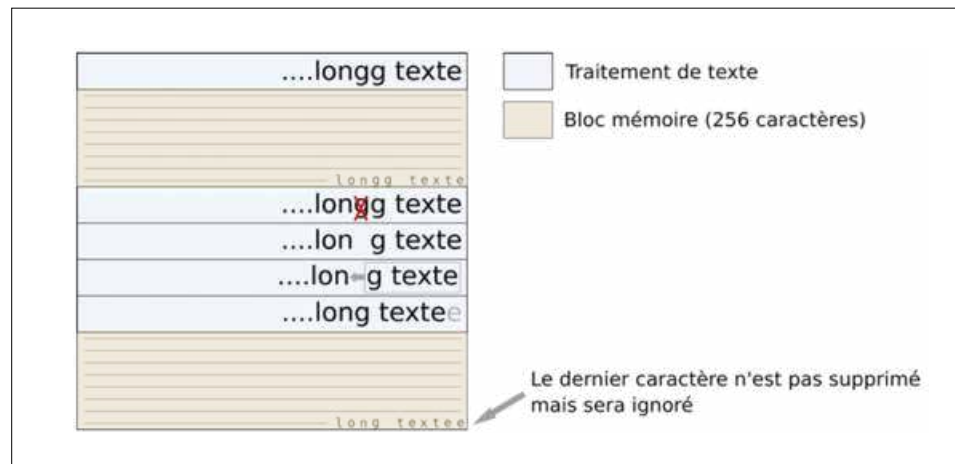 ....longg texte
Traitement de texte
Bloc mémoire (256 caractères)
longg texte
....longg texte
....lon g texte
....lon g texte
....long textee
Le dernier caractère n'est pas supprimé
mais sera ignoré
long textee